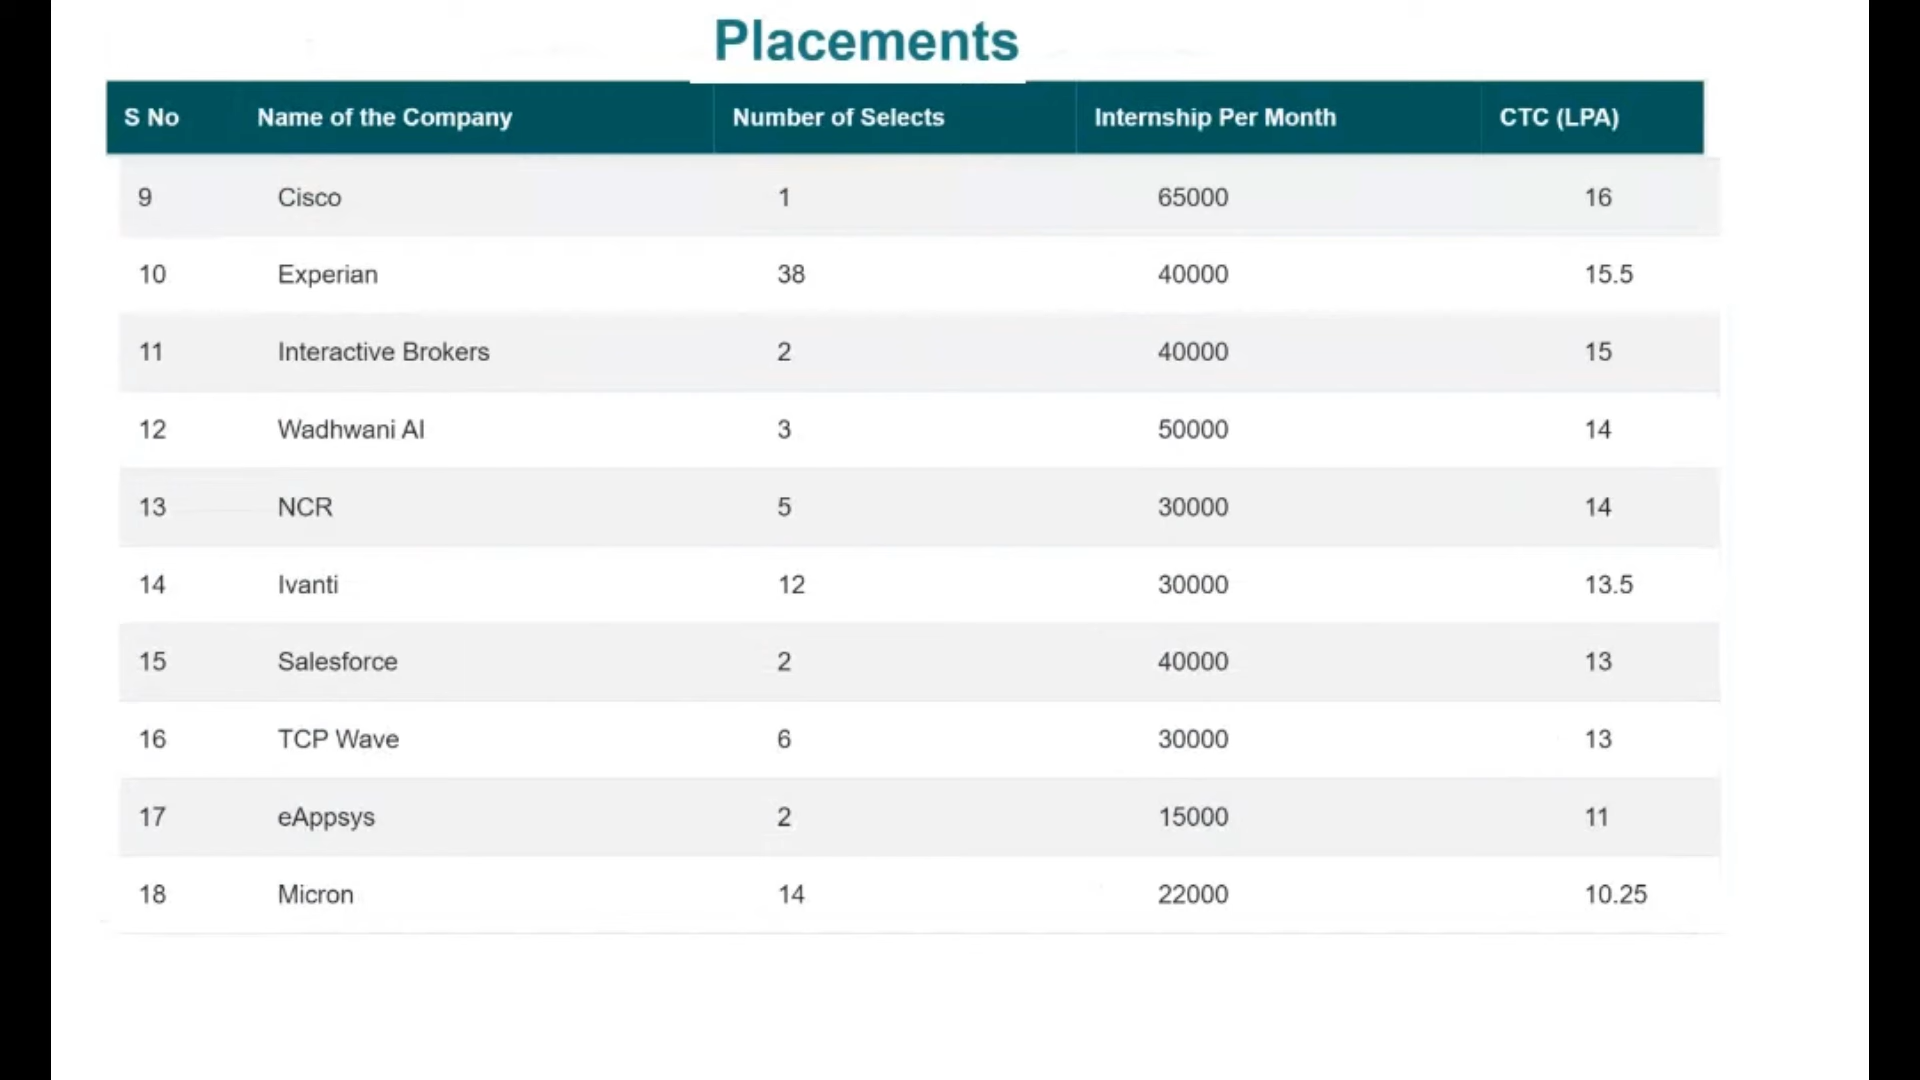 Placements
S No Name of the Company Number of Selects Internship Per Month CTC (LPA)
9 Cisco 1 65000 16
10 Experian 38 40000 15.5
11 Interactive Brokers 2 40000 15
12 Wadhwani AI 3 50000 14
13 NCR 5 30000 14
14 Ivanti 12 30000 13.5
15 Salesforce 2 40000 13
16 TCP Wave 6 30000 13
17 eAppsys 2 15000 11
18 Micron 14 22000 10.25